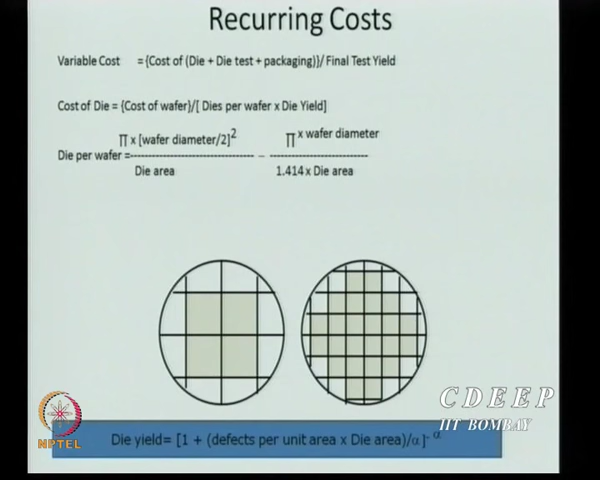 Recurring Costs
Variable Cost = {Cost of (Die + Die test + packaging)}/ Final Test Yield
Cost of Die = {Cost of wafer}/[ Dies per wafer x Die Yield]
∏ x [wafer diameter/2]² ∏ x wafer diameter
Die per wafer =---------------------------- – ----------------------
Die area 1.414 x Die area
NPTEL
CDEEP
IIT BOMBAY
Die yield= [1 + (defects per unit area x Die area)/α]^-α